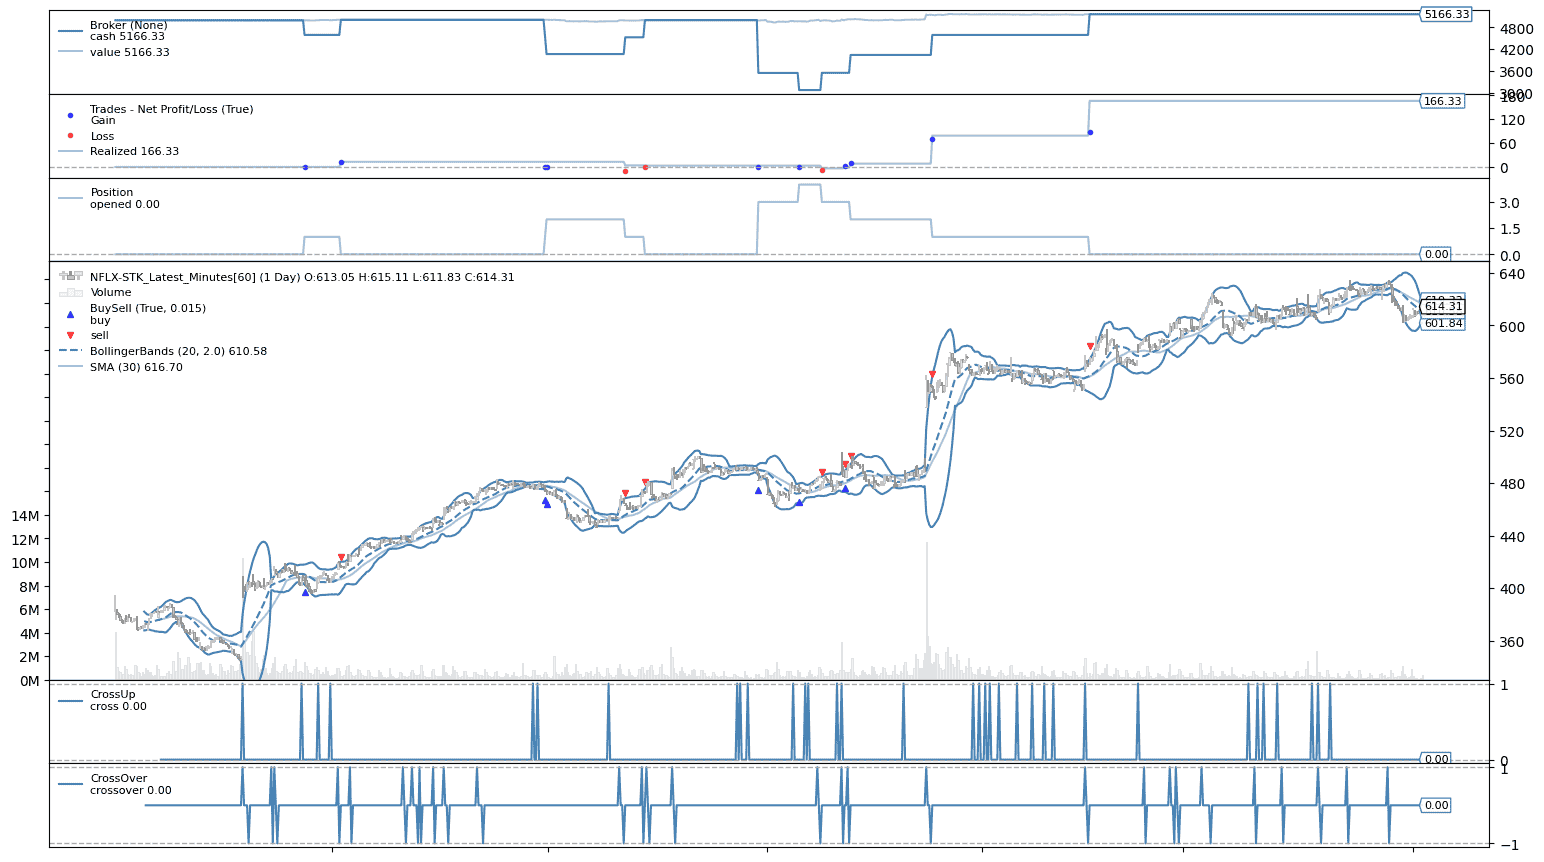 Broker (None)
cash 5166.33
value 5166.33
5166.33
4800
4200
3600
3000
Trades - Net Profit/Loss (True)
Gain
Loss
Realized 166.33
180
166.33
120
60
0
Position
opened 0.00
3.0
1.5
0.0
0.00
NFLX-STK_Latest_Minutes[60] (1 Day) O:613.05 H:615.11 L:611.83 C:614.31
Volume
BuySell (True, 0.015)
buy
sell
BollingerBands (20, 2.0) 610.58
SMA (30) 616.70
640
614.31
600
601.84
560
520
480
440
400
360
14M
12M
10M
8M
6M
4M
2M
0M
CrossUp
cross 0.00
1
0
0.00
CrossOver
crossover 0.00
1
0.00
−1